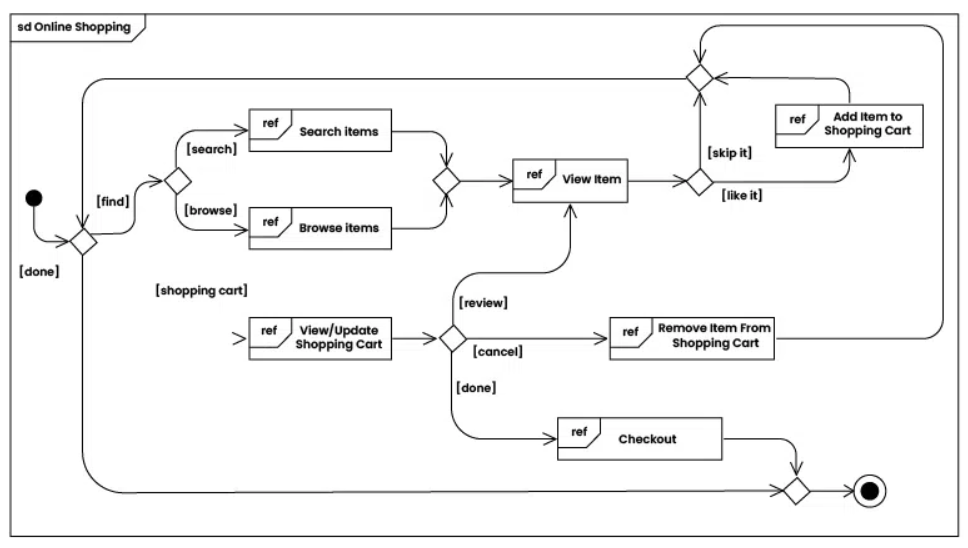 sd Online Shopping
ref
Search items
[search]
[find]
[browse]
ref
Browse items
[done]
ref
View Item
[skip it]
[like it]
ref
Add Item to
Shopping Cart
[shopping cart]
ref
View/Update
Shopping Cart
[review]
[cancel]
[done]
ref
Remove Item From
Shopping Cart
ref
Checkout